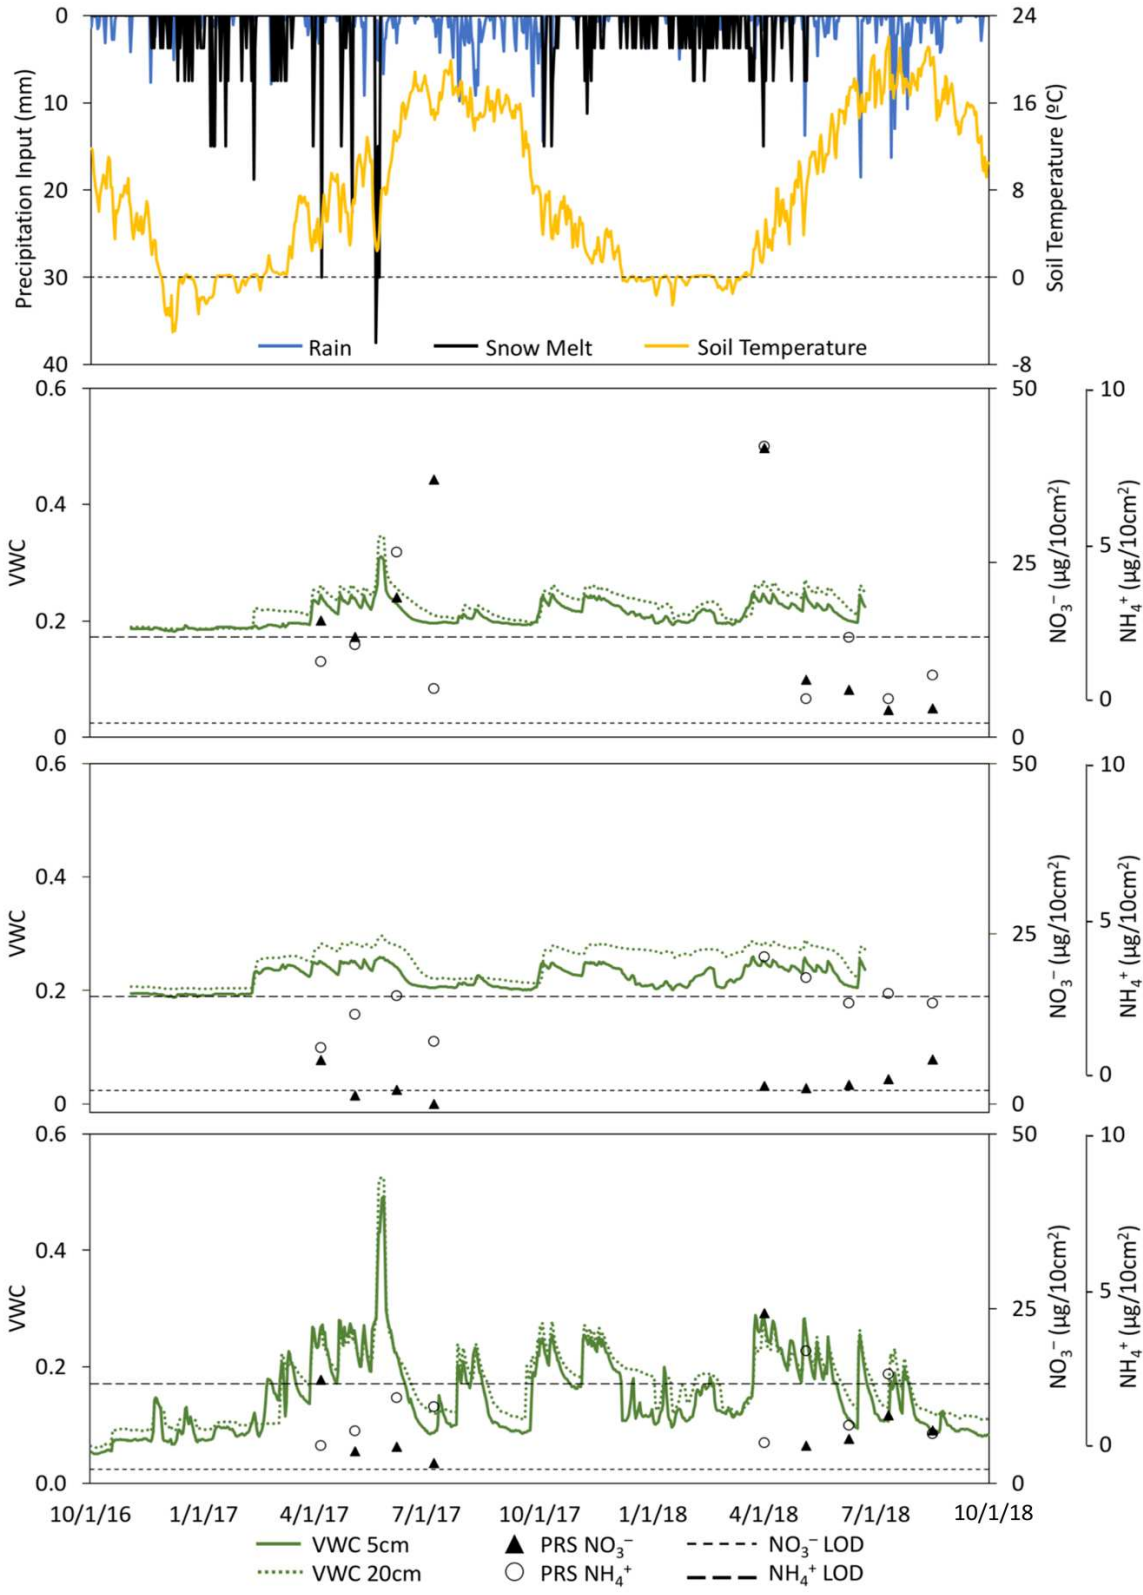 0 24
10 16
20 8
30 0
40 -8
Precipitation Input (mm)
Soil Temperature (ºC)
Rain Snow Melt Soil Temperature
0.6 50 10
0.4
5
25
0.2
0
0 0
VWC
NO₃⁻ (µg/10cm²)
NH₄⁺ (µg/10cm²)
0.6 50 10
0.4
5
25
0.2
0
0 0
VWC
NO₃⁻ (µg/10cm²)
NH₄⁺ (µg/10cm²)
0.6 50 10
0.4
5
25
0.2
0
0.0 0
VWC
NO₃⁻ (µg/10cm²)
NH₄⁺ (µg/10cm²)
10/1/16 1/1/17 4/1/17 7/1/17 10/1/17 1/1/18 4/1/18 7/1/18 10/1/18
VWC 5cm PRS NO₃⁻ NO₃⁻ LOD
VWC 20cm PRS NH₄⁺ NH₄⁺ LOD